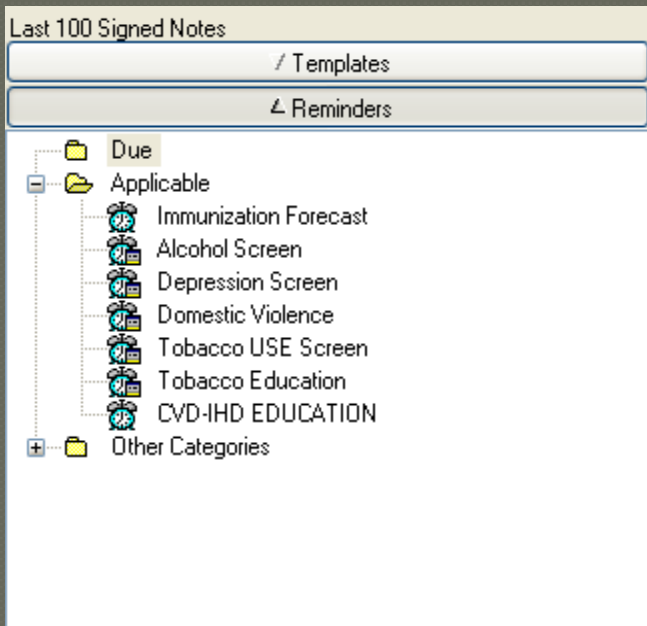 Last 100 Signed Notes
Templates
Reminders
Due
Applicable
Immunization Forecast
Alcohol Screen
Depression Screen
Domestic Violence
Tobacco USE Screen
Tobacco Education
CVD-IHD EDUCATION
Other Categories